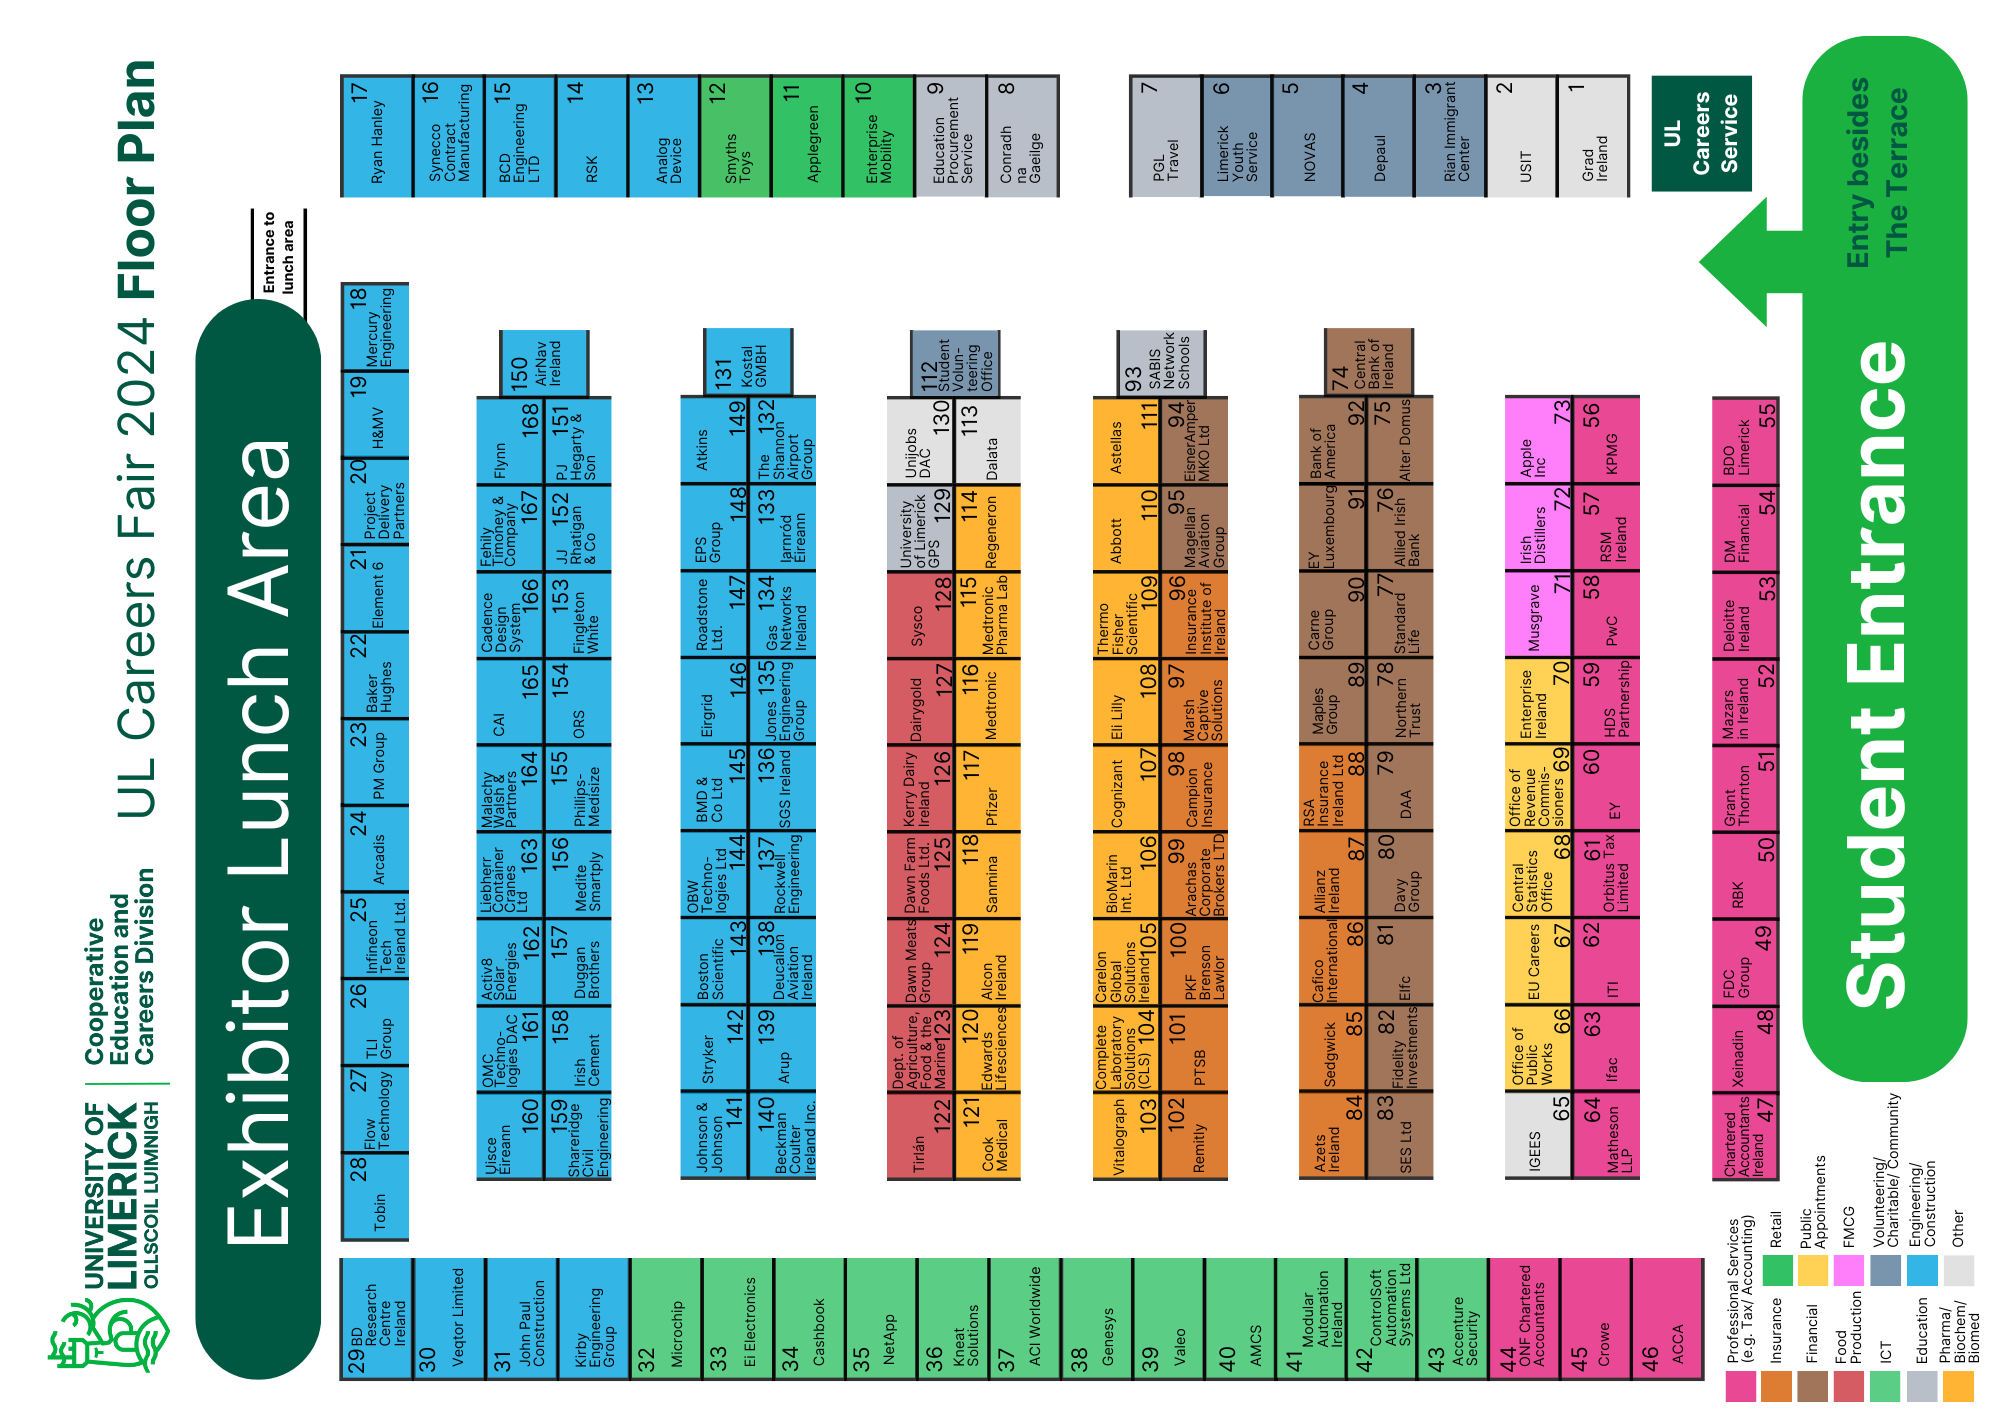 UNIVERSITY OF
LIMERICK
OLLSCOIL LUIMNIGH
Cooperative
Education and
Careers Division
UL Careers Fair 2024 Floor Plan
Exhibitor Lunch Area
Entrance to
lunch area
17
Ryan Hanley
16
Synecco
Contract
Manufacturing
15
BCD
Engineering
LTD
14
RSK
13
Analog
Device
12
Smyths
Toys
11
Applegreen
10
Enterprise
Mobility
9
Education
Procurement
Service
8
Conradh
na
Gaeilge
7
PGL
Travel
6
Limerick
Youth
Service
5
NOVAS
4
Depaul
3
Rian Immigrant
Center
2
USIT
1
Grad
Ireland
UL
Careers
Service
18
Mercury
Engineering
19
H&MV
20
Project
Delivery
Partners
21
Element 6
22
Baker
Hughes
23
PM Group
24
Arcadis
25
Infineon
Tech
Ireland Ltd.
26
TLI
Group
27
Flow
Technology
28
Tobin
150
AirNav
Ireland
Flynn
168
Fehily
Timoney &
Company
167
Cadence
Design
System
166
CAI
165
Malachy
Walsh &
Partners
164
Liebherr
Container
Cranes
Ltd
163
Activ8
Solar
Energies
162
OMC
Techno-
logies DAC
161
Uisce
Éireann
160
151
PJ
Hegarty &
Son
152
JJ
Rhatigan
& Co
153
Fingleton
White
154
ORS
155
Phillips-
Medisize
156
Medite
Smartply
157
Duggan
Brothers
158
Irish
Cement
159
Shareridge
Civil
Engineering
131
Kostal
GMBH
Atkins
149
EPS
Group
148
Roadstone
Ltd.
147
Eirgrid
146
BMD &
Co Ltd
145
OBW
Techno-
logies Ltd
144
Boston
Scientific
143
Stryker
142
Johnson &
Johnson
141
132
The
Shannon
Airport
Group
133
Iarnród
Éireann
134
Gas
Networks
Ireland
135
Jones
Engineering
Group
136
SGS Ireland
137
Rockwell
Engineering
138
Deucalion
Aviation
Ireland
139
Arup
140
Beckman
Coulter
Ireland Inc.
112
Student
Volun-
teering
Office
Unijobs
DAC
130
University
of Limerick
GPS
129
Sysco
128
Dairygold
127
Kerry Dairy
Ireland
126
Dawn Farm
Foods Ltd.
125
Dawn Meats
Group
124
Dept. of
Agriculture,
Food & the
Marine
123
Tirlán
122
113
Dalata
114
Regeneron
115
Medtronic
Pharma Lab
116
Medtronic
117
Pfizer
118
Sanmina
119
Alcon
Ireland
120
Edwards
Lifesciences
121
Cook
Medical
93
SABIS
Network
Schools
Astellas
111
Abbott
110
Thermo
Fisher
Scientific
109
Eli Lilly
108
Cognizant
107
BioMarin
Int. Ltd
106
Carelon
Global
Solutions
Ireland
105
Complete
Laboratory
Solutions
(CLS)
104
Vitalograph
103
94
EisnerAmper
MKO Ltd
95
Magellan
Aviation
Group
96
Insurance
Institute of
Ireland
97
Marsh
Captive
Solutions
98
Campion
Insurance
99
Arachas
Corporate
Brokers LTD
100
PKF
Brenson
Lawlor
101
PTSB
102
Remitly
74
Central
Bank of
Ireland
Bank of
America
92
EY
Luxembourg
91
Carne
Group
90
Maples
Group
89
RSA
Insurance
Ireland Ltd
88
Allianz
Ireland
87
Cafico
International
86
Sedgwick
85
Azets
Ireland
84
75
Alter Domus
76
Allied Irish
Bank
77
Standard
Life
78
Northern
Trust
79
DAA
80
Davy
Group
81
Elfc
82
Fidelity
Investments
83
SES Ltd
Apple
Inc
73
Irish
Distillers
72
Musgrave
71
Enterprise
Ireland
70
Office of
Revenue
Commis-
sioners
69
Central
Statistics
Office
68
EU Careers
67
Office of
Public
Works
66
IGEES
65
56
KPMG
57
RSM
Ireland
58
PwC
59
HDS
Partnership
60
EY
61
Orbitus Tax
Limited
62
ITI
63
Ifac
64
Matheson
LLP
BDO
Limerick
55
DM
Financial
54
Deloitte
Ireland
53
Mazars
in Ireland
52
Grant
Thornton
51
RBK
50
FDC
Group
49
Xeinadin
48
Chartered
Accountants
Ireland
47
29
BD
Research
Centre
Ireland
30
Veqtor Limited
31
John Paul
Construction
Kirby
Engineering
Group
32
Microchip
33
Ei Electronics
34
Cashbook
35
NetApp
36
Kneat
Solutions
37
ACI Worldwide
38
Genesys
39
Valeo
40
AMCS
41
Modular
Automation
Ireland
42
ControlSoft
Automation
Systems Ltd
43
Accenture
Security
44
ONF Chartered
Accountants
45
Crowe
46
ACCA
Student Entrance
Entry besides
The Terrace
Professional Services
(e.g. Tax/ Accounting)
Insurance
Financial
Food
Production
ICT
Education
Pharma/
Biochem/
Biomed
Retail
Public
Appointments
FMCG
Volunteering/
Charitable/ Community
Engineering/
Construction
Other